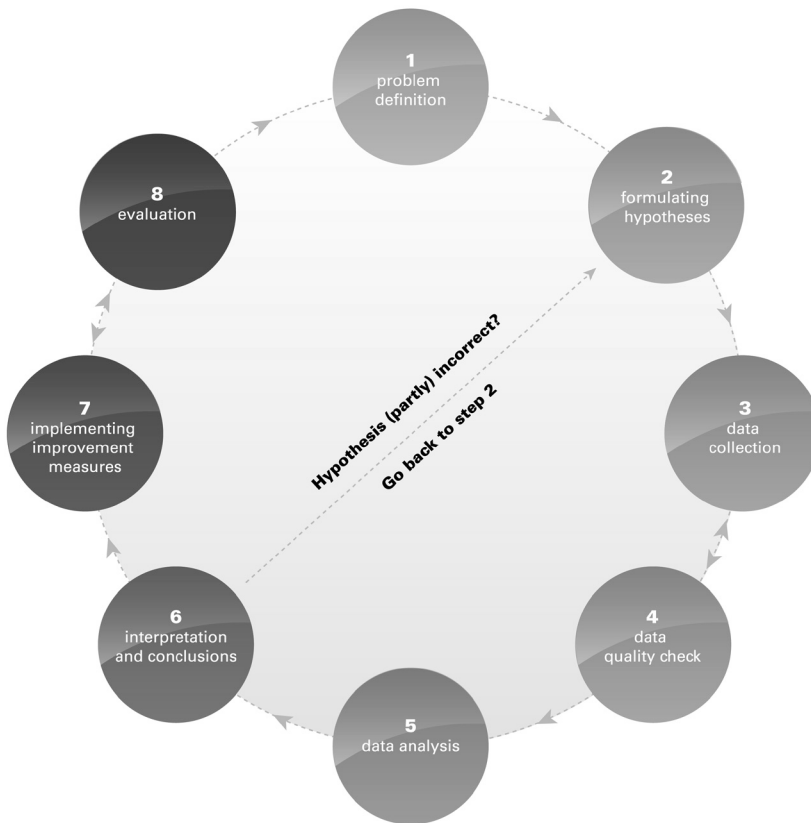 1
problem
definition
2
formulating
hypotheses
3
data
collection
4
data
quality check
5
data analysis
6
interpretation
and conclusions
7
implementing
improvement
measures
8
evaluation
Hypothesis (partly) incorrect?
Go back to step 2